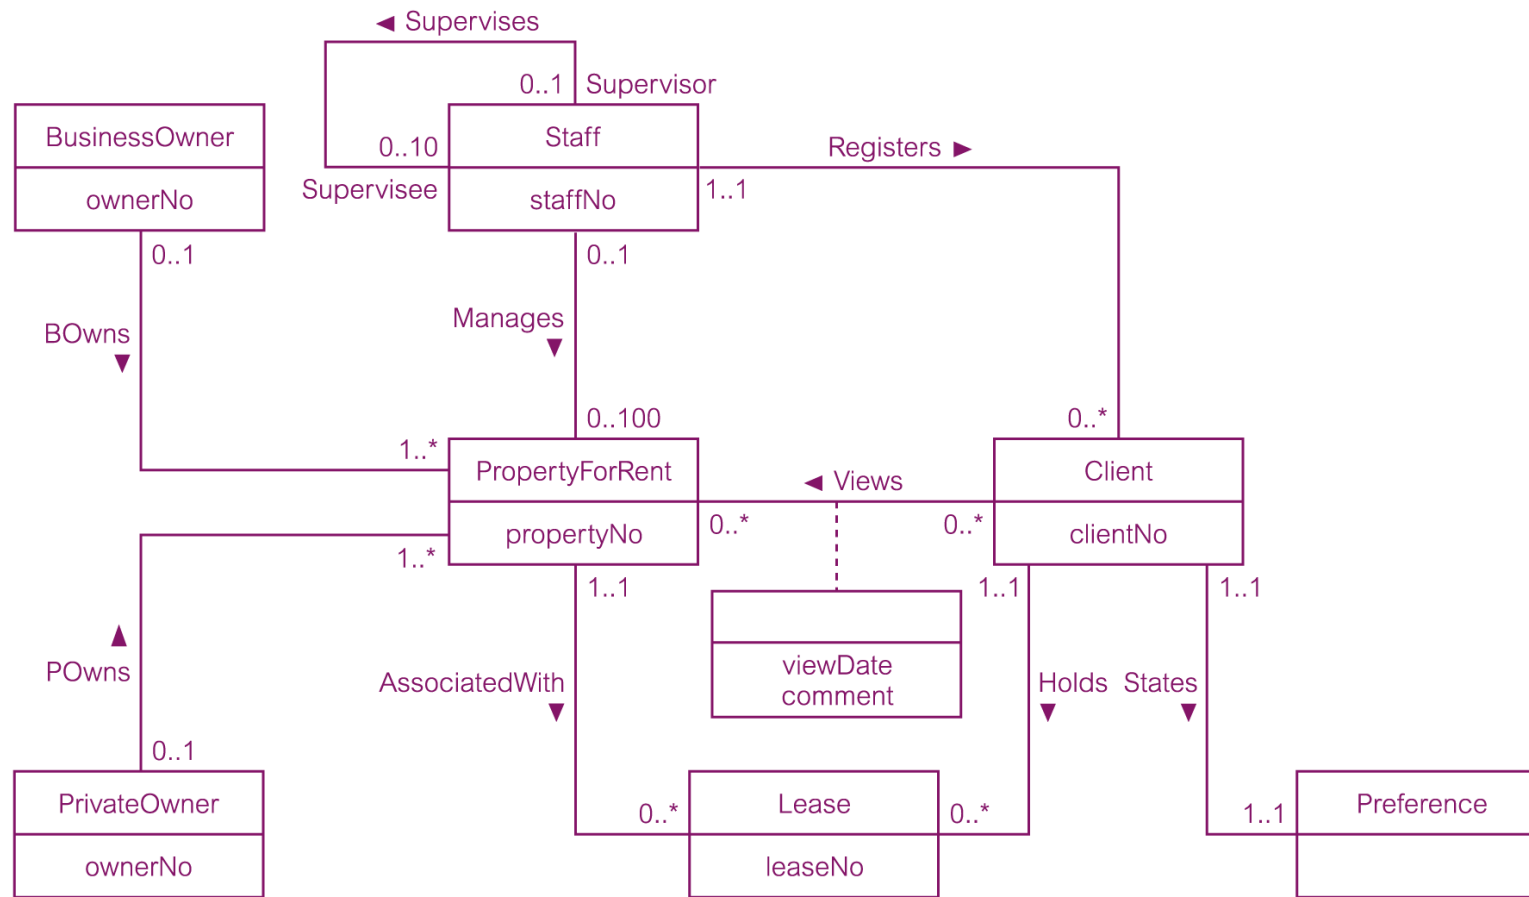 ◄ Supervises
0..1 Supervisor
BusinessOwner
ownerNo
0..1
Staff
staffNo
0..10
Supervisee
Registers ►
1..1
0..1
BOwns
▼
Manages
▼
0..100
0..*
1..*
PropertyForRent
propertyNo
◄ Views
0..*
0..*
Client
clientNo
1..*
1..1
1..1
1..1
viewDate
comment
▲
POwns
AssociatedWith
▼
Holds
▼
States
▼
0..1
PrivateOwner
ownerNo
0..*
Lease
leaseNo
0..*
1..1
Preference